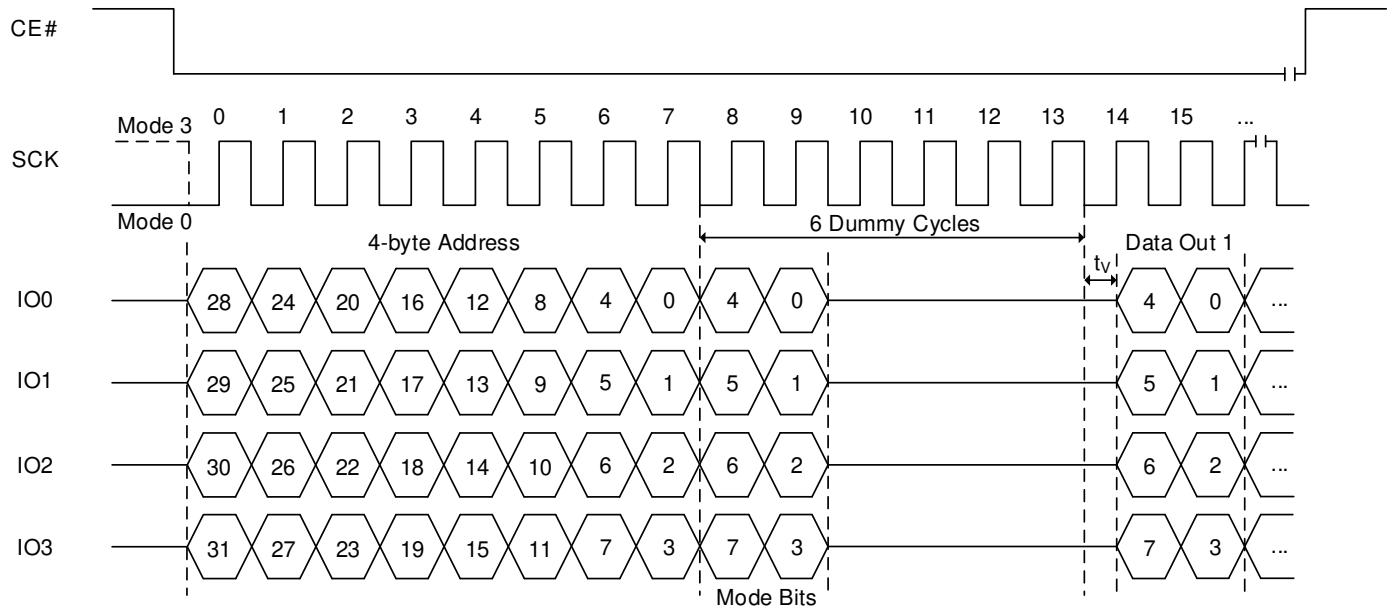 CE#
Mode 3 0 1 2 3 4 5 6 7 8 9 10 11 12 13 14 15 ...
SCK
Mode 0
4-byte Address 6 Dummy Cycles Data Out 1
tV
IO0 28 24 20 16 12 8 4 0 4 0 4 0 ...
IO1 29 25 21 17 13 9 5 1 5 1 5 1 ...
IO2 30 26 22 18 14 10 6 2 6 2 6 2 ...
IO3 31 27 23 19 15 11 7 3 7 3 7 3 ...
Mode Bits